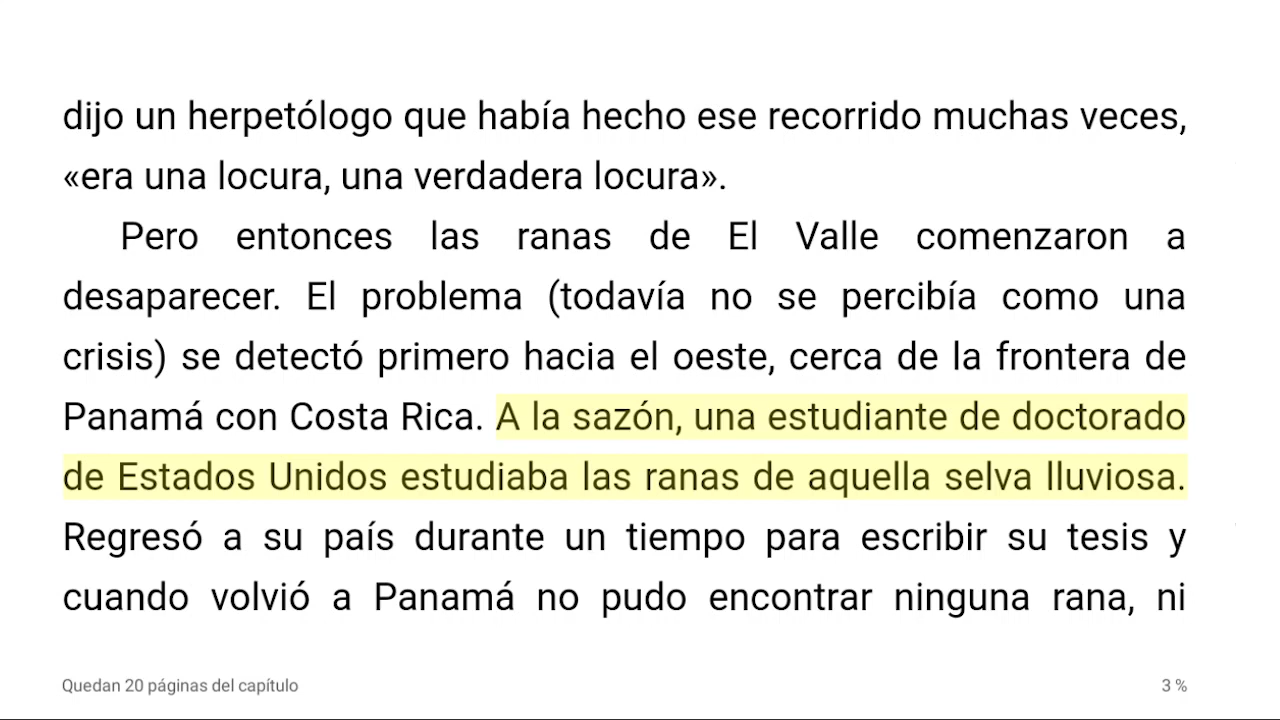 dijo un herpetólogo que había hecho ese recorrido muchas veces,
«era una locura, una verdadera locura».
Pero entonces las ranas de El Valle comenzaron a
desaparecer. El problema (todavía no se percibía como una
crisis) se detectó primero hacia el oeste, cerca de la frontera de
Panamá con Costa Rica. A la sazón, una estudiante de doctorado
de Estados Unidos estudiaba las ranas de aquella selva lluviosa.
Regresó a su país durante un tiempo para escribir su tesis y
cuando volvió a Panamá no pudo encontrar ninguna rana, ni
Quedan 20 páginas del capítulo 3 %